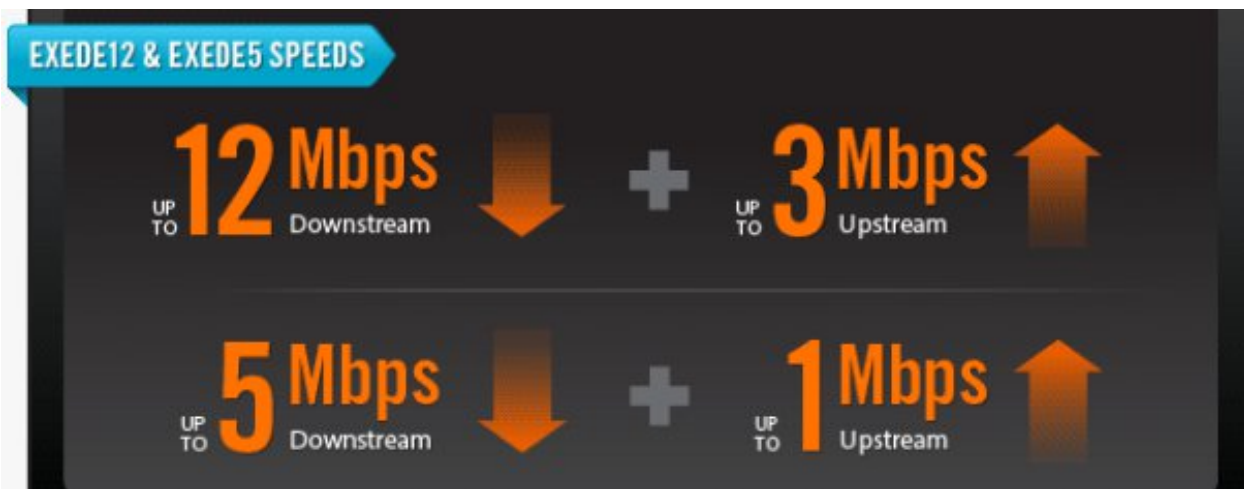 EXEDE12 & EXEDE5 SPEEDS
UP TO 12 Mbps Downstream + UP TO 3 Mbps Upstream
UP TO 5 Mbps Downstream + UP TO 1 Mbps Upstream